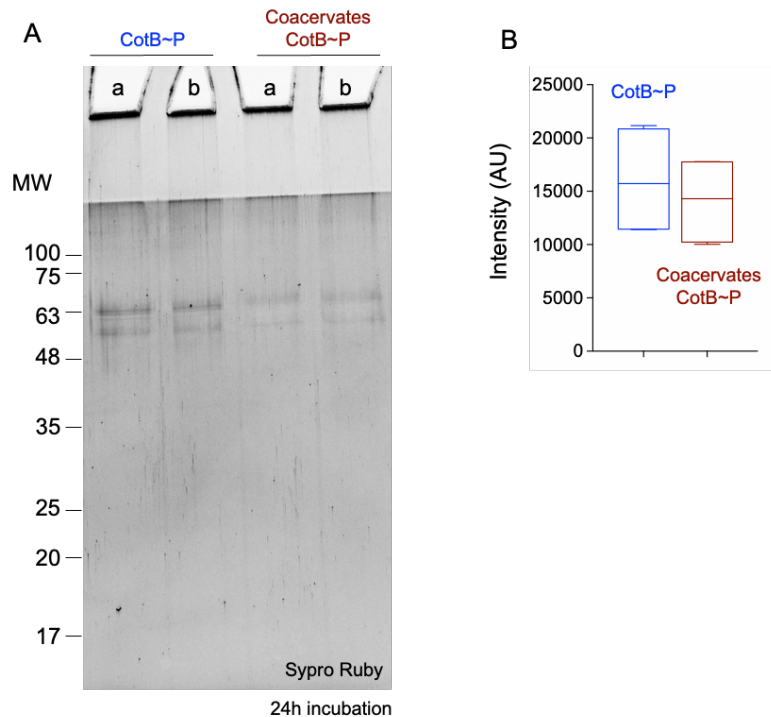 A
CotB~P
Coacervates
CotB~P
a
b
a
b
MW
100
75
63
48
35
25
20
17
Sypro Ruby
24h incubation
B
25000
20000
15000
10000
5000
0
Intensity (AU)
CotB~P
Coacervates
CotB~P